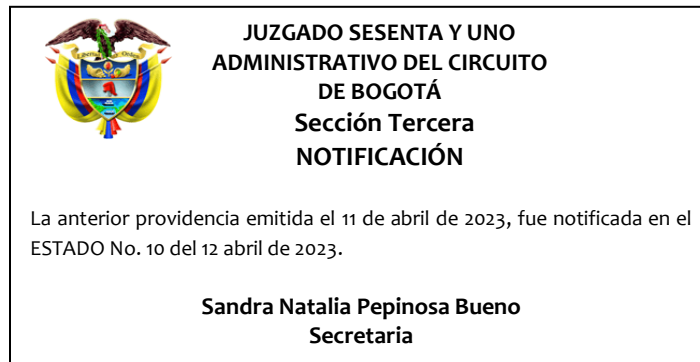 JUZGADO SESENTA Y UNO
ADMINISTRATIVO DEL CIRCUITO
DE BOGOTÁ
Sección Tercera
NOTIFICACIÓN
La anterior providencia emitida el 11 de abril de 2023, fue notificada en el
ESTADO No. 10 del 12 abril de 2023.
Sandra Natalia Pepinosa Bueno
Secretaria